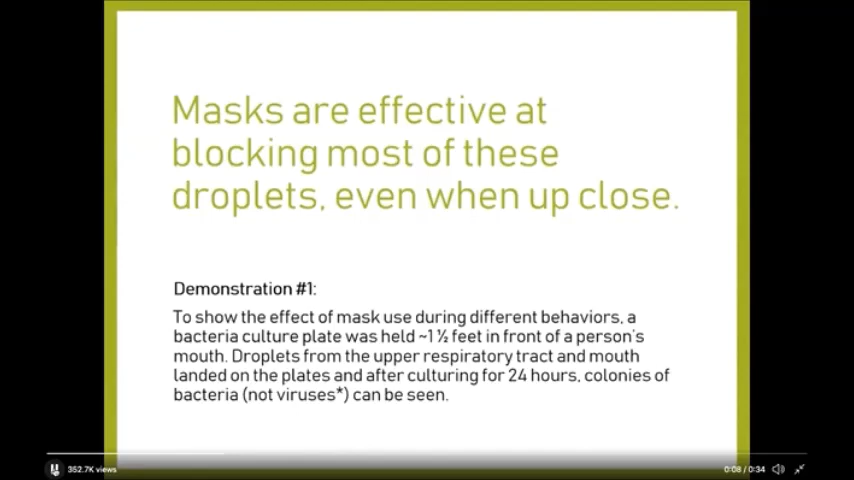 Masks are effective at
blocking most of these
droplets, even when up close.
Demonstration #1:
To show the effect of mask use during different behaviors, a
bacteria culture plate was held ~1 ½ feet in front of a person's
mouth. Droplets from the upper respiratory tract and mouth
landed on the plates and after culturing for 24 hours, colonies of
bacteria (not viruses*) can be seen.
352.7K views
0:08 / 0:34